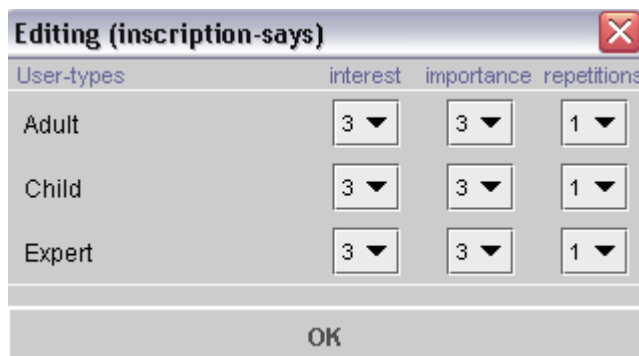 Editing (inscription-says)
User-types interest importance repetitions
Adult 3 3 1
Child 3 3 1
Expert 3 3 1
OK